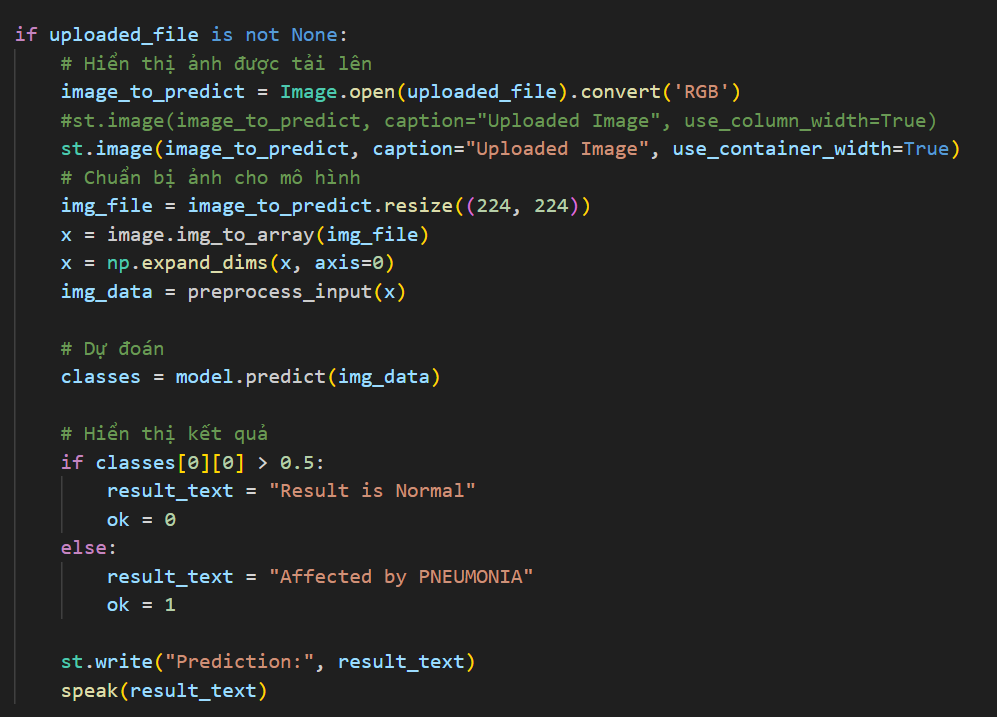 if uploaded_file is not None:
    # Hiển thị ảnh được tải lên
    image_to_predict = Image.open(uploaded_file).convert('RGB')
    #st.image(image_to_predict, caption="Uploaded Image", use_column_width=True)
    st.image(image_to_predict, caption="Uploaded Image", use_container_width=True)
    # Chuẩn bị ảnh cho mô hình
    img_file = image_to_predict.resize((224, 224))
    x = image.img_to_array(img_file)
    x = np.expand_dims(x, axis=0)
    img_data = preprocess_input(x)

    # Dự đoán
    classes = model.predict(img_data)

    # Hiển thị kết quả
    if classes[0][0] > 0.5:
        result_text = "Result is Normal"
        ok = 0
    else:
        result_text = "Affected by PNEUMONIA"
        ok = 1

    st.write("Prediction:", result_text)
    speak(result_text)